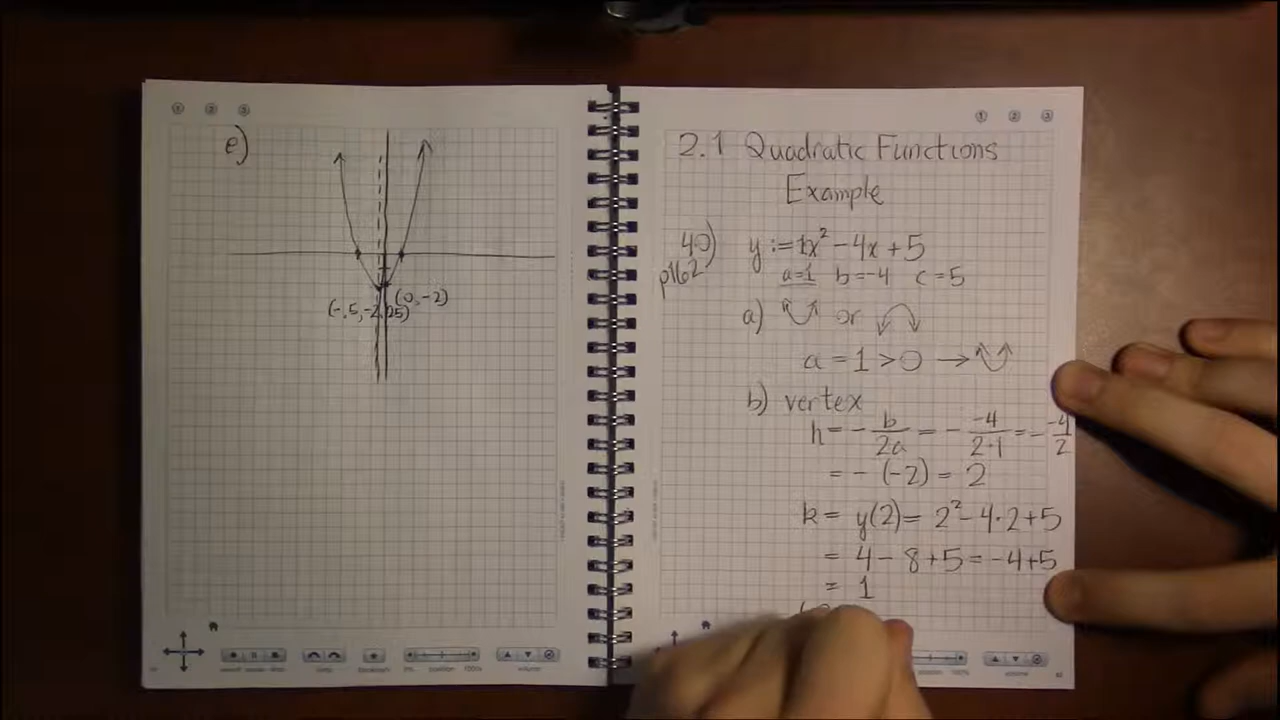 e)
(0,-2)
(-.5,-2.25)
2.1 Quadratic Functions
Example
40) y := 1x² - 4x + 5
p162 a=1 b=-4 c=5
a) or
a = 1 > 0 →
b) vertex
h = - b/2a = - -4/2·1 = - -4/2
= - (-2) = 2
k = y(2) = 2² - 4·2 + 5
= 4 - 8 + 5 = -4 + 5
= 1